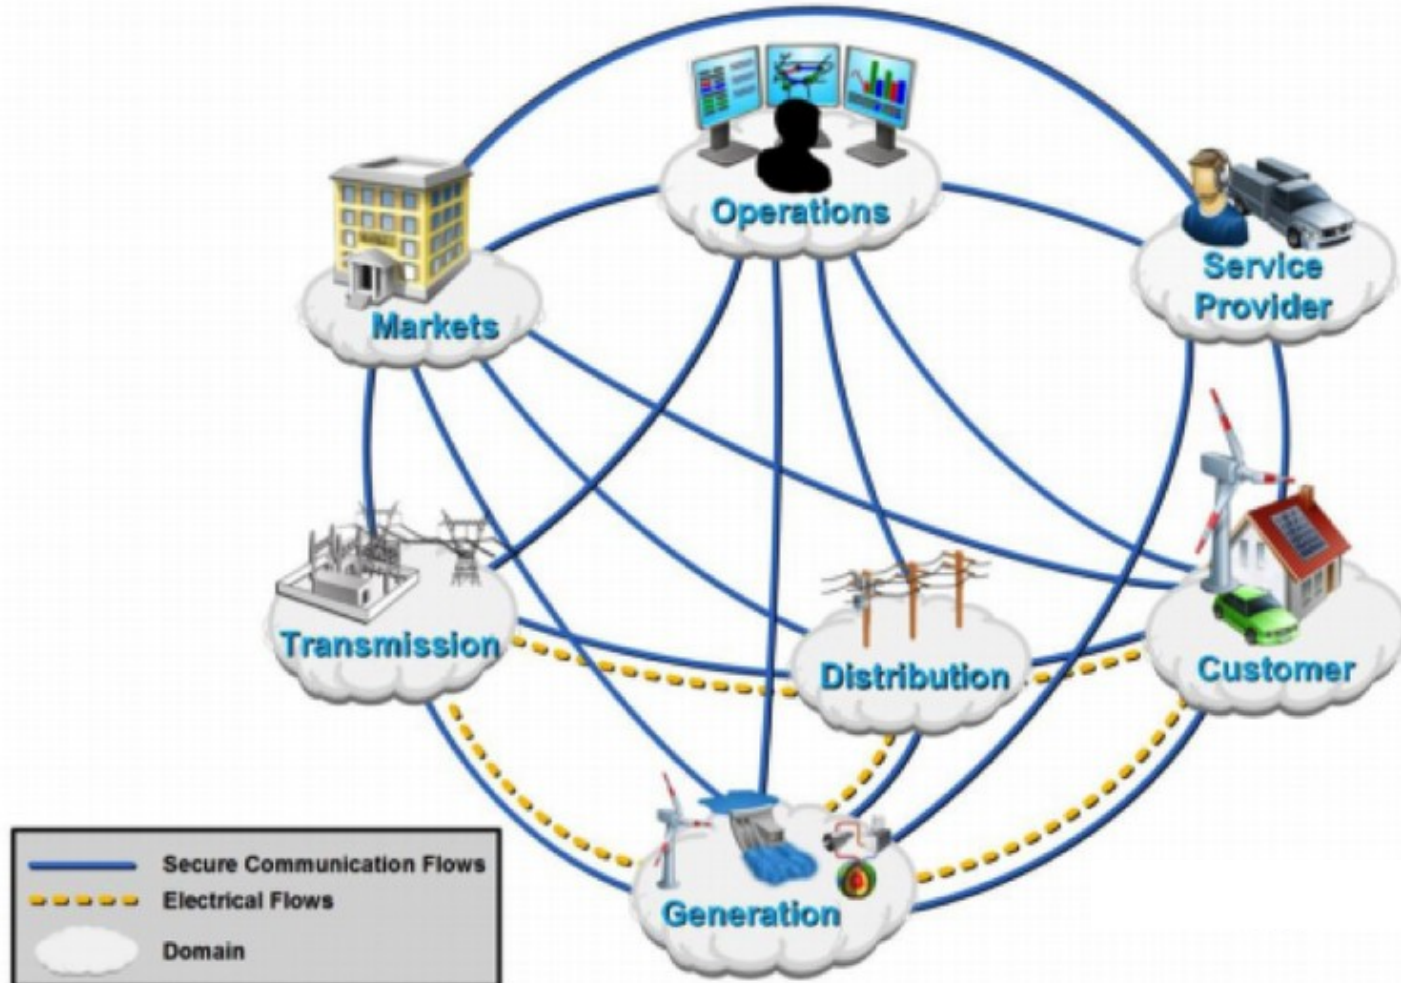 Operations
Service
Provider
Markets
Transmission
Distribution
Customer
Generation
Secure Communication Flows
Electrical Flows
Domain